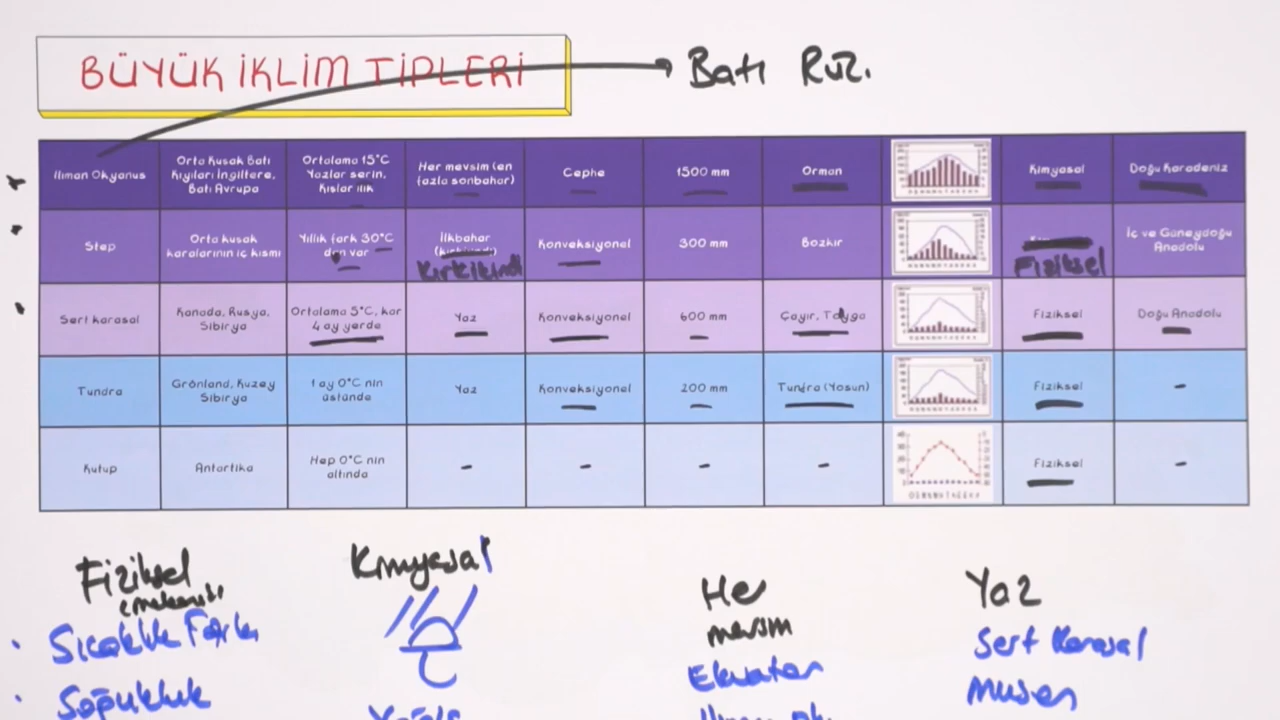 BÜYÜK İKLİM TİPLERİ
Batı Rüz.
Ilıman Okyanus
Orta Kuşak Batı
Kıyıları İngiltere,
Batı Avrupa
Ortalama 15°C
Yazlar serin,
Kışlar ılık
Her mevsim (en
fazla sonbahar)
Cephe
1500 mm
Orman
Kimyasal
Doğu Karadeniz
Step
Orta kuşak
karalarının iç kısmı
Yıllık fark 30°C
den var
İlkbahar
(kırkikindi)
Kırkikindi
Konveksiyonel
300 mm
Bozkır
Fiziksel
İç ve Güneydoğu
Anadolu
Sert karasal
Kanada, Rusya,
Sibirya
Ortalama 5°C, kar
4 ay yerde
Yaz
Konveksiyonel
600 mm
Çayır, Tayga
Fiziksel
Doğu Anadolu
Tundra
Grönland, Kuzey
Sibirya
1 ay 0°C nin
üstünde
Yaz
Konveksiyonel
200 mm
Tundra (Yosun)
Fiziksel
-
Kutup
Antartika
Hep 0°C nin
altında
-
-
-
-
Fiziksel
-
Fiziksel
(mekanik)
• Sıcaklık Farkı
• Soğukluk
Kimyasal
Her
mevsim
Ekvator
Yaz
Sert Karasal
Muson